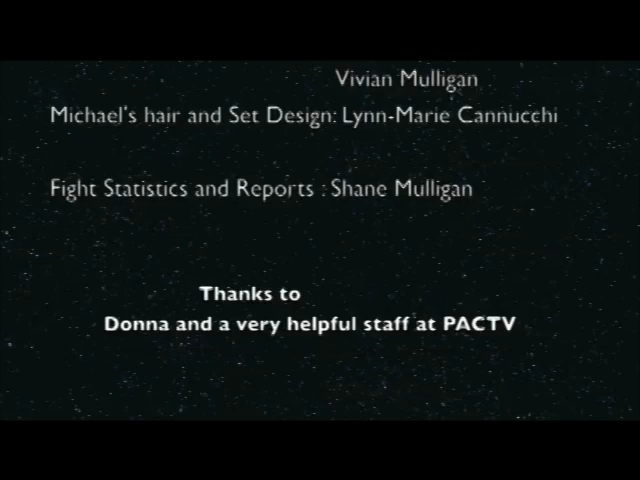 Vivian Mulligan
Michael's hair and Set Design: Lynn-Marie Cannucchi
Fight Statistics and Reports : Shane Mulligan
Thanks to
Donna and a very helpful staff at PACTV